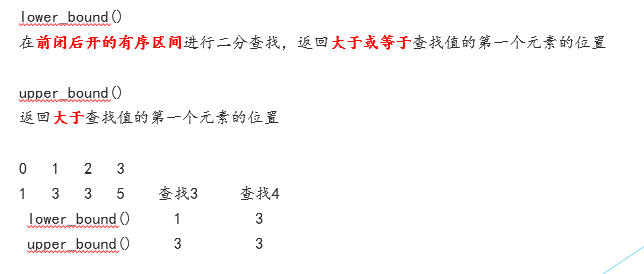 lower_bound()
在前闭后开的有序区间进行二分查找，返回大于或等于查找值的第一个元素的位置
upper_bound()
返回大于查找值的第一个元素的位置
0 1 2 3
1 3 3 5 查找3 查找4
lower_bound() 1 3
upper_bound() 3 3